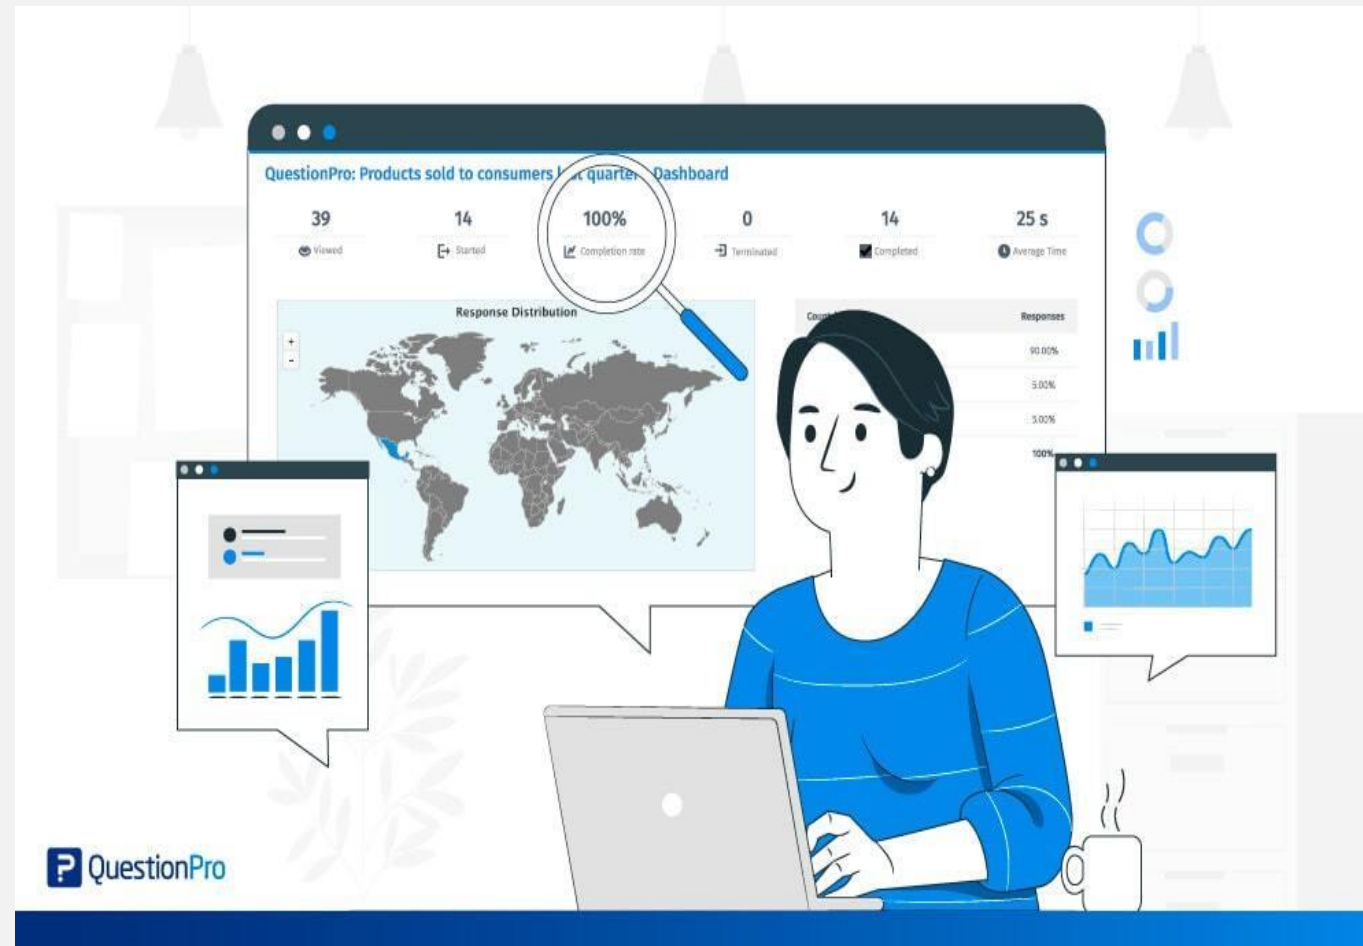 QuestionPro: Products sold to consumers last quarter Dashboard
39 14 100% 0 14 25 s
Viewed Started Completion rate Terminated Completed Average Time
Response Distribution
+
-
Responses
90.00%
5.00%
5.00%
100%
QuestionPro